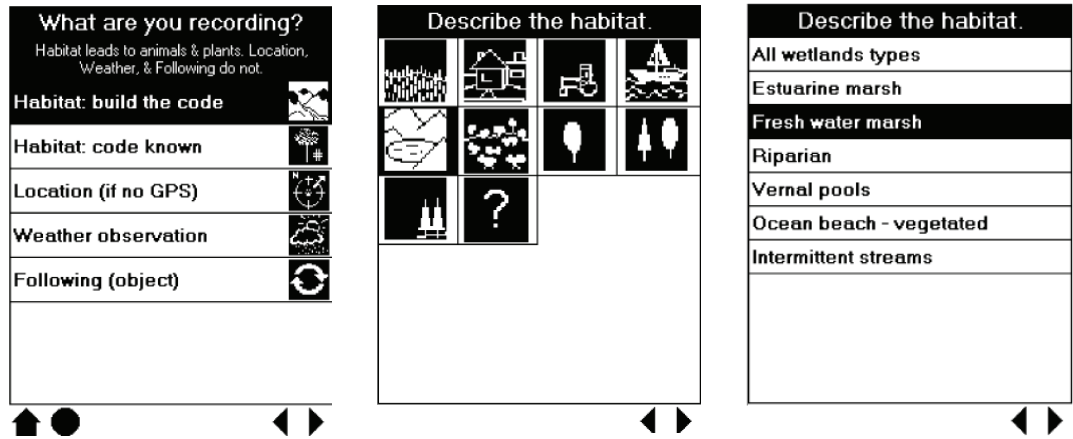 What are you recording?
Habitat leads to animals & plants. Location,
Weather, & Following do not.
Habitat: build the code
Habitat: code known
#
Location (if no GPS)
N
Weather observation
Following (object)
Describe the habitat.
?
Describe the habitat.
All wetlands types
Estuarine marsh
Fresh water marsh
Riparian
Vernal pools
Ocean beach - vegetated
Intermittent streams